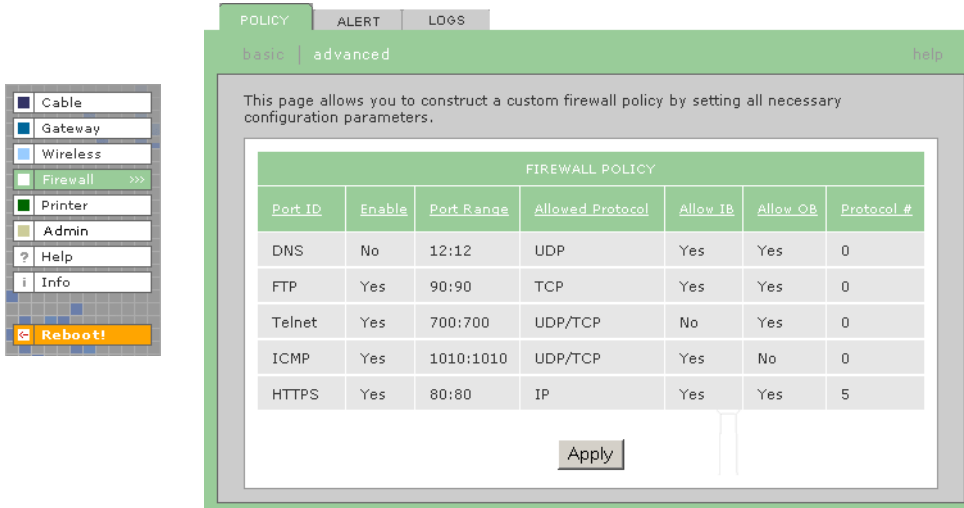 POLICY ALERT LOGS
basic | advanced help
Cable
Gateway
Wireless
Firewall >>>
Printer
Admin
? Help
i Info
Reboot!
This page allows you to construct a custom firewall policy by setting all necessary
configuration parameters.
FIREWALL POLICY
Port ID Enable Port Range Allowed Protocol Allow IB Allow OB Protocol #
DNS No 12:12 UDP Yes Yes 0
FTP Yes 90:90 TCP Yes Yes 0
Telnet Yes 700:700 UDP/TCP No Yes 0
ICMP Yes 1010:1010 UDP/TCP Yes No 0
HTTPS Yes 80:80 IP Yes Yes 5
Apply